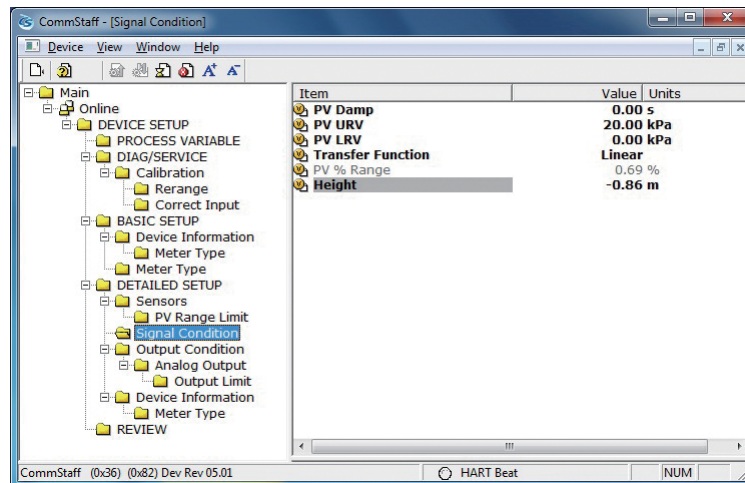 CommStaff - [Signal Condition]
Device View Window Help
Main
Online
DEVICE SETUP
PROCESS VARIABLE
DIAG/SERVICE
Calibration
Rerange
Correct Input
BASIC SETUP
Device Information
Meter Type
Meter Type
DETAILED SETUP
Sensors
PV Range Limit
Signal Condition
Output Condition
Analog Output
Output Limit
Device Information
Meter Type
REVIEW
Item Value Units
PV Damp 0.00 s
PV URV 20.00 kPa
PV LRV 0.00 kPa
Transfer Function Linear
PV % Range 0.69 %
Height -0.86 m
CommStaff (0x36) (0x82) Dev Rev 05.01 HART Beat NUM